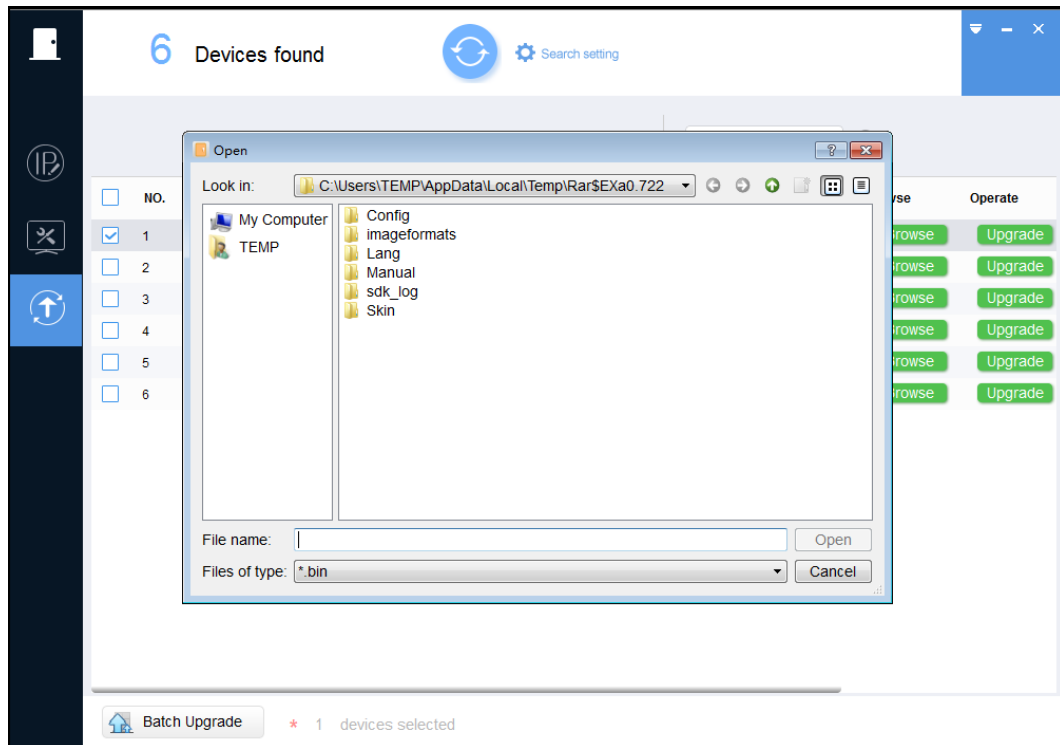 6 Devices found
Search setting
IP
Open
Look in: C:\Users\TEMP\AppData\Local\Temp\Rar$EXa0.722
My Computer
TEMP
Config
imageformats
Lang
Manual
sdk_log
Skin
NO. Operate
1 Upgrade
2 Upgrade
3 Upgrade
4 Upgrade
5 Upgrade
6 Upgrade
File name: Open
Files of type: *.bin Cancel
Batch Upgrade * 1 devices selected